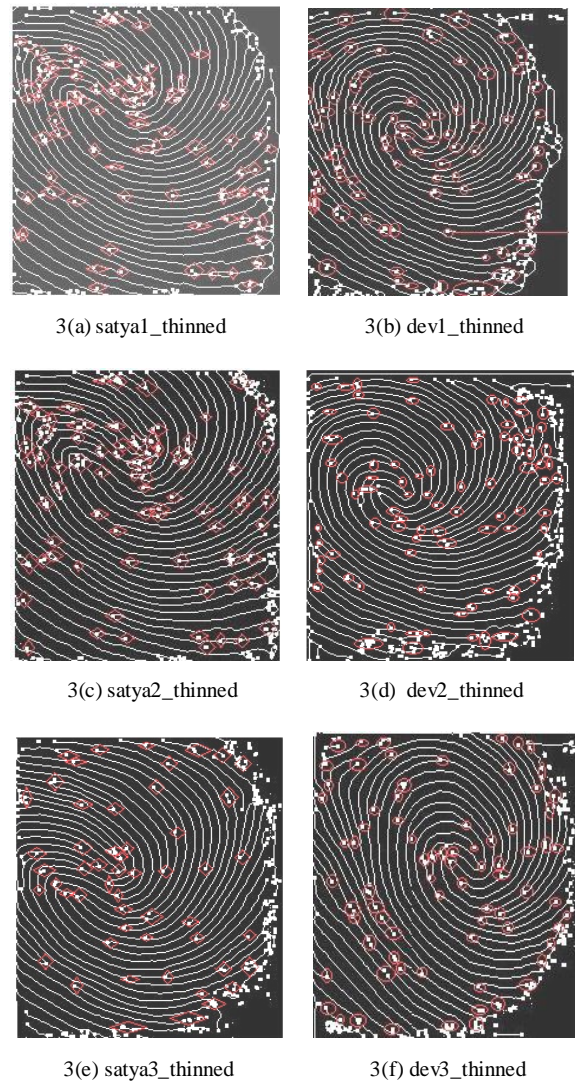 3(a) satya1_thinned
3(b) dev1_thinned
3(c) satya2_thinned
3(d) dev2_thinned
3(e) satya3_thinned
3(f) dev3_thinned